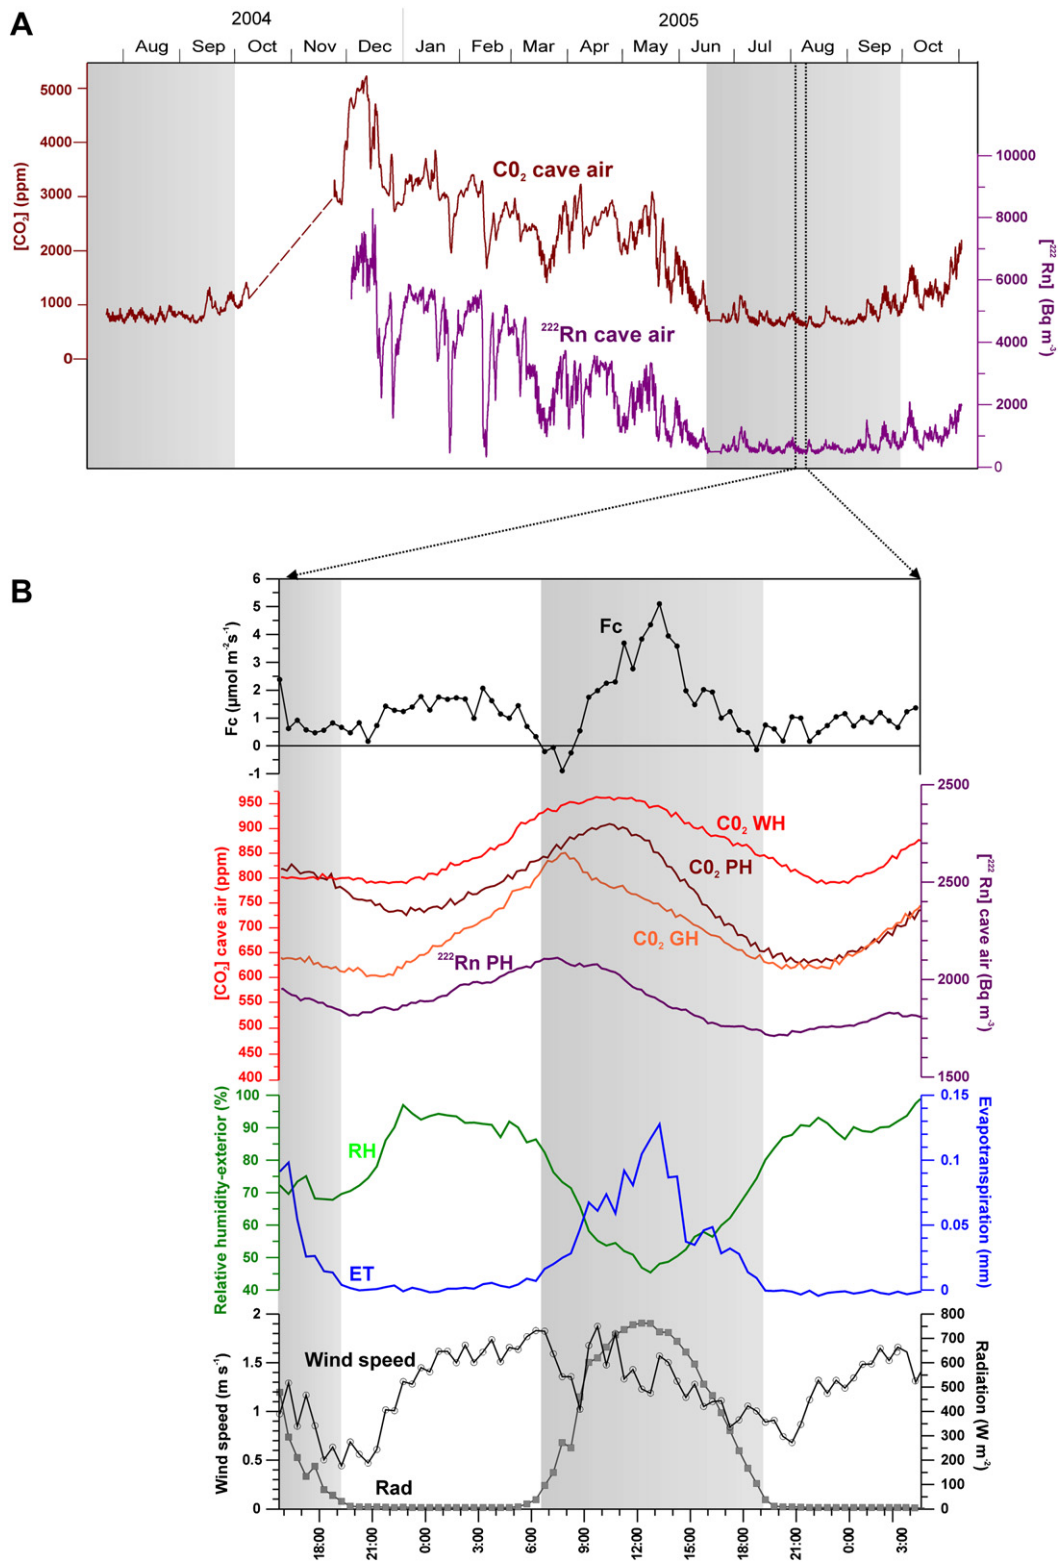 A
2004
2005
Aug Sep Oct Nov Dec Jan Feb Mar Apr May Jun Jul Aug Sep Oct
[CO₂] (ppm)
5000
4000
3000
2000
1000
0
C0₂ cave air
²²²Rn cave air
10000
8000
6000
4000
2000
0
[²²² Rn] (Bq m⁻³)
B
Fc (µmol m⁻²s⁻¹)
6
5
4
3
2
1
0
-1
Fc
[CO₂] cave air (ppm)
950
900
850
800
750
700
650
600
550
500
450
400
C0₂ WH
C0₂ PH
C0₂ GH
²²²Rn PH
2500
2500
2000
1500
[²²² Rn] cave air (Bq m⁻³)
Relative humidity-exterior (%)
100
90
80
70
60
50
40
RH
ET
0.15
0.1
0.05
0
Evapotranspiration (mm)
Wind speed (m s⁻¹)
2
1.5
1
0.5
0
Wind speed
Rad
800
700
600
500
400
300
200
100
0
Radiation (W m⁻²)
18:00 21:00 0:00 3:00 6:00 9:00 12:00 15:00 18:00 21:00 0:00 3:00